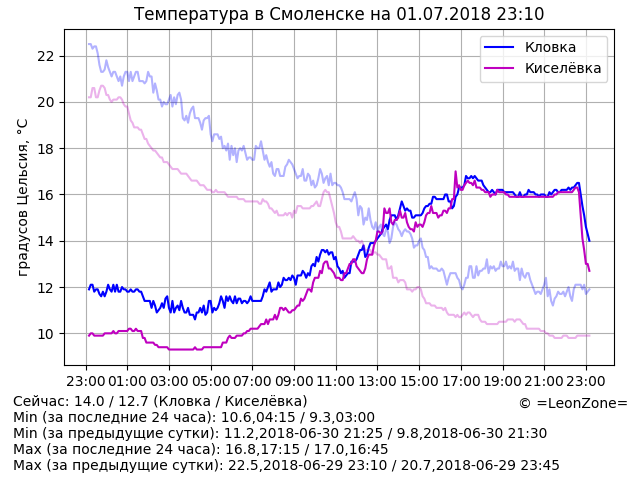 Температура в Смоленске на 01.07.2018 23:10
градусов Цельсия, °C
22
20
18
16
14
12
10
Кловка
Киселёвка
23:00 01:00 03:00 05:00 07:00 09:00 11:00 13:00 15:00 17:00 19:00 21:00 23:00
Сейчас: 14.0 / 12.7 (Кловка / Киселёвка)
© =LeonZone=
Min (за последние 24 часа): 10.6,04:15 / 9.3,03:00
Min (за предыдущие сутки): 11.2,2018-06-30 21:25 / 9.8,2018-06-30 21:30
Max (за последние 24 часа): 16.8,17:15 / 17.0,16:45
Max (за предыдущие сутки): 22.5,2018-06-29 23:10 / 20.7,2018-06-29 23:45